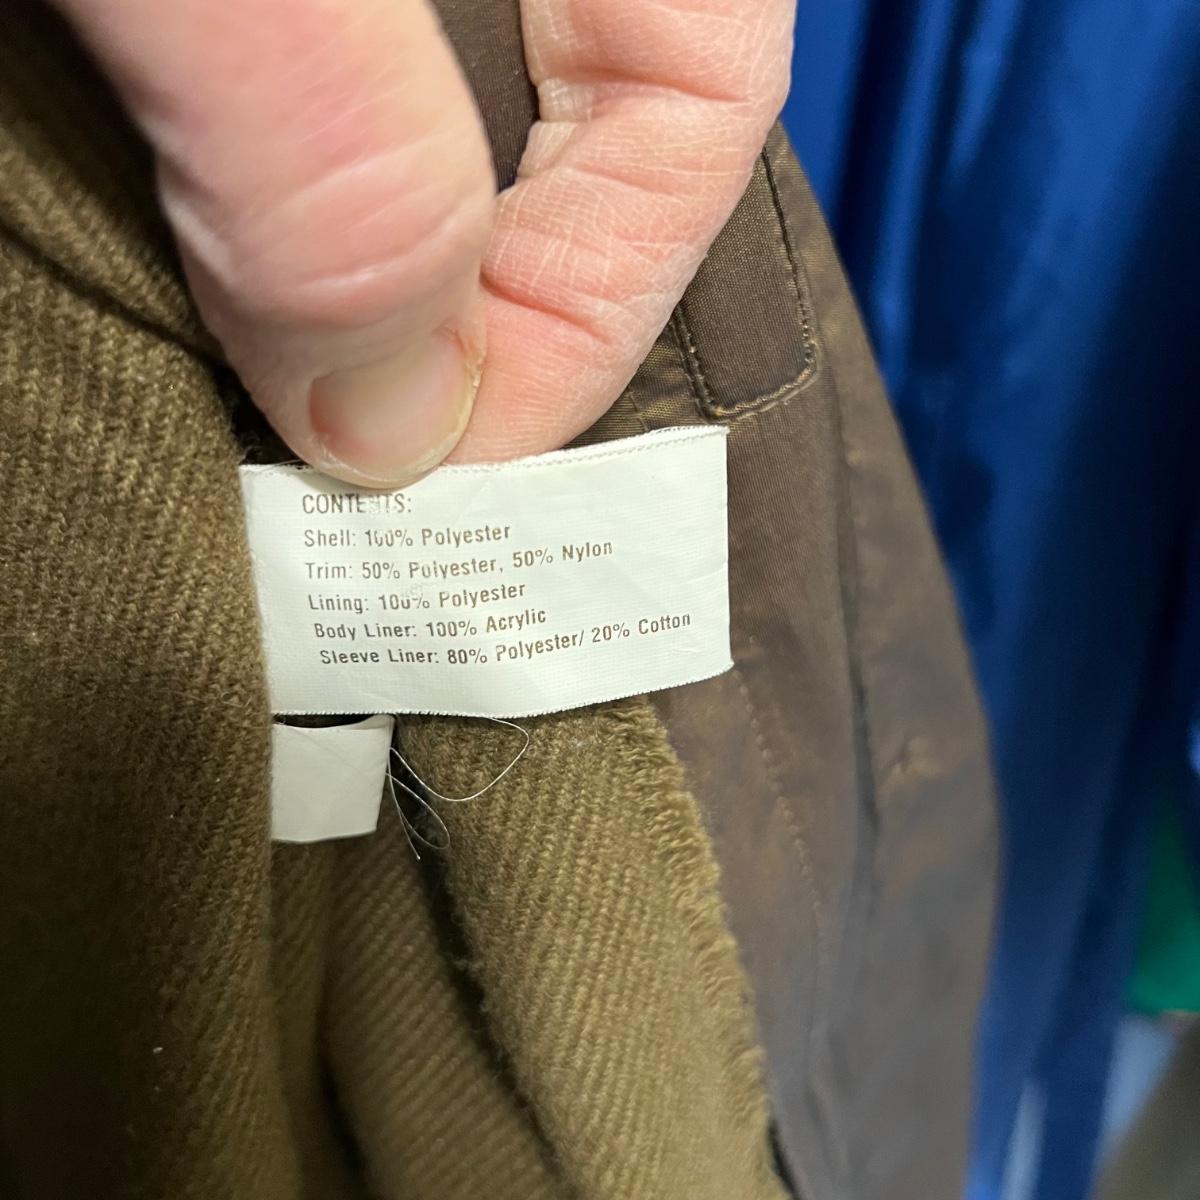 CONTENTS:
Shell: 100% Polyester
Trim: 50% Polyester, 50% Nylon
Lining: 100% Polyester
Body Liner: 100% Acrylic
Sleeve Liner: 80% Polyester/ 20% Cotton